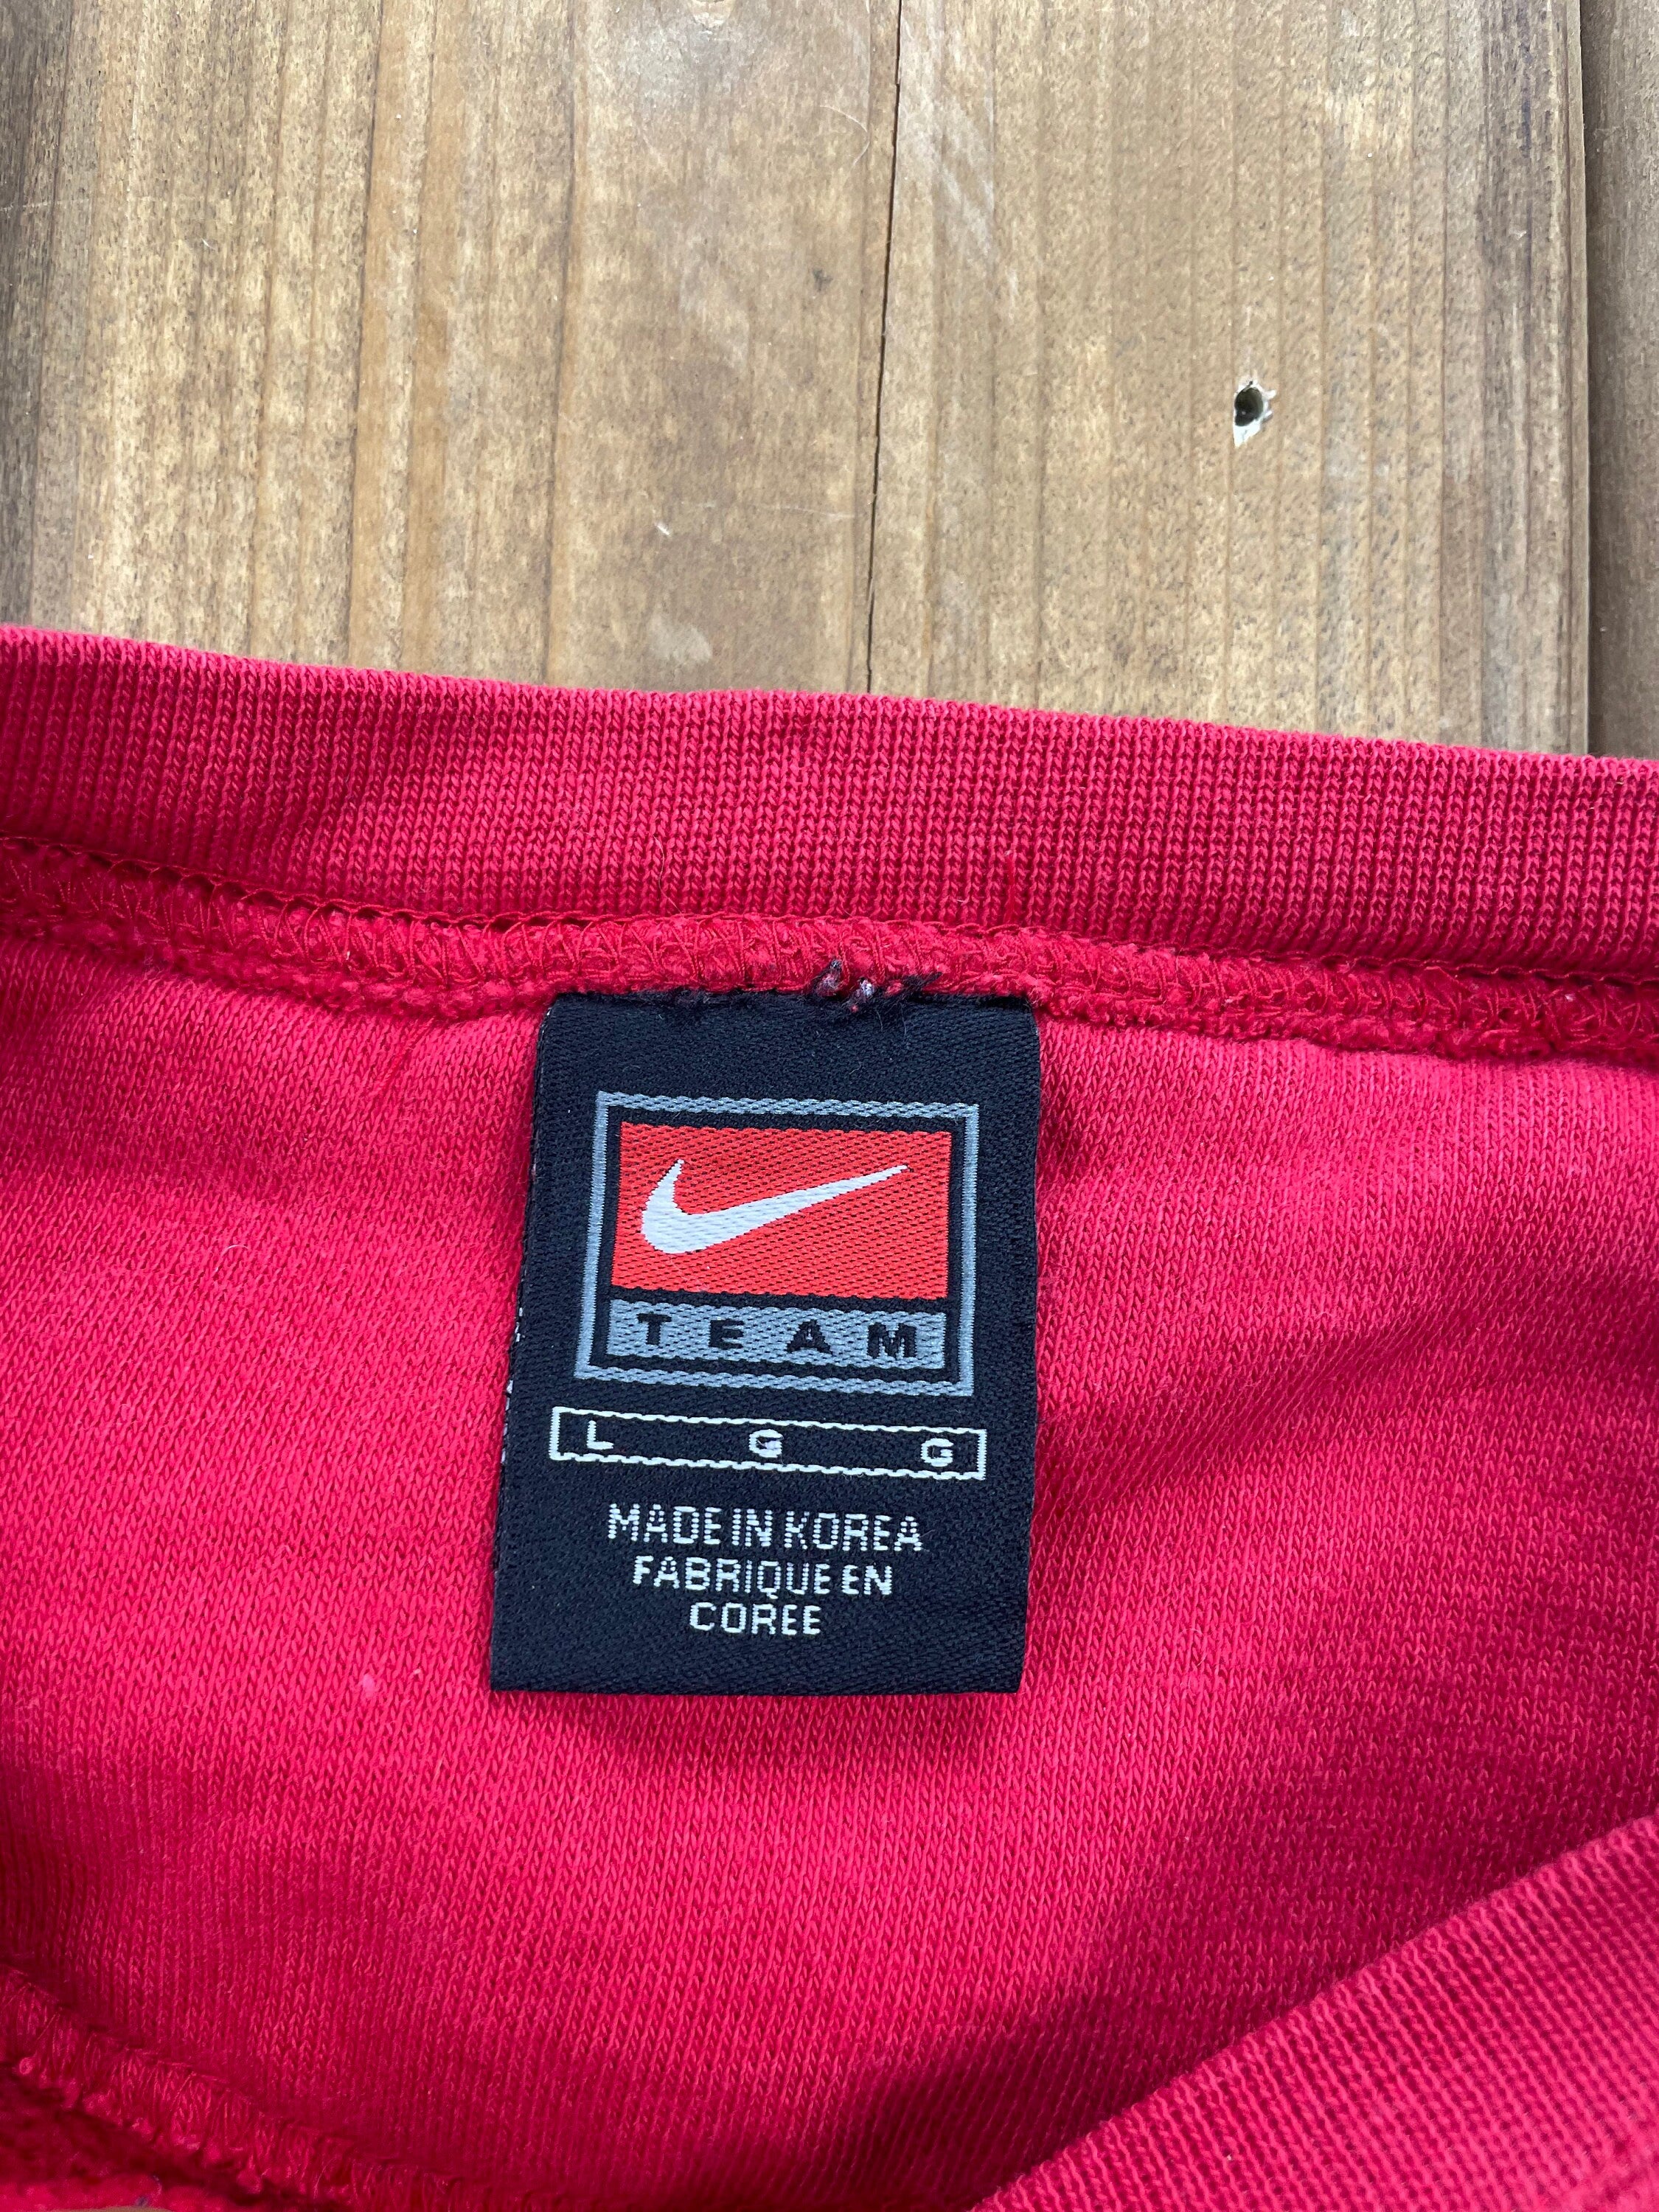 TEAM
L G G
MADE IN KOREA
FABRIQUE EN
COREE